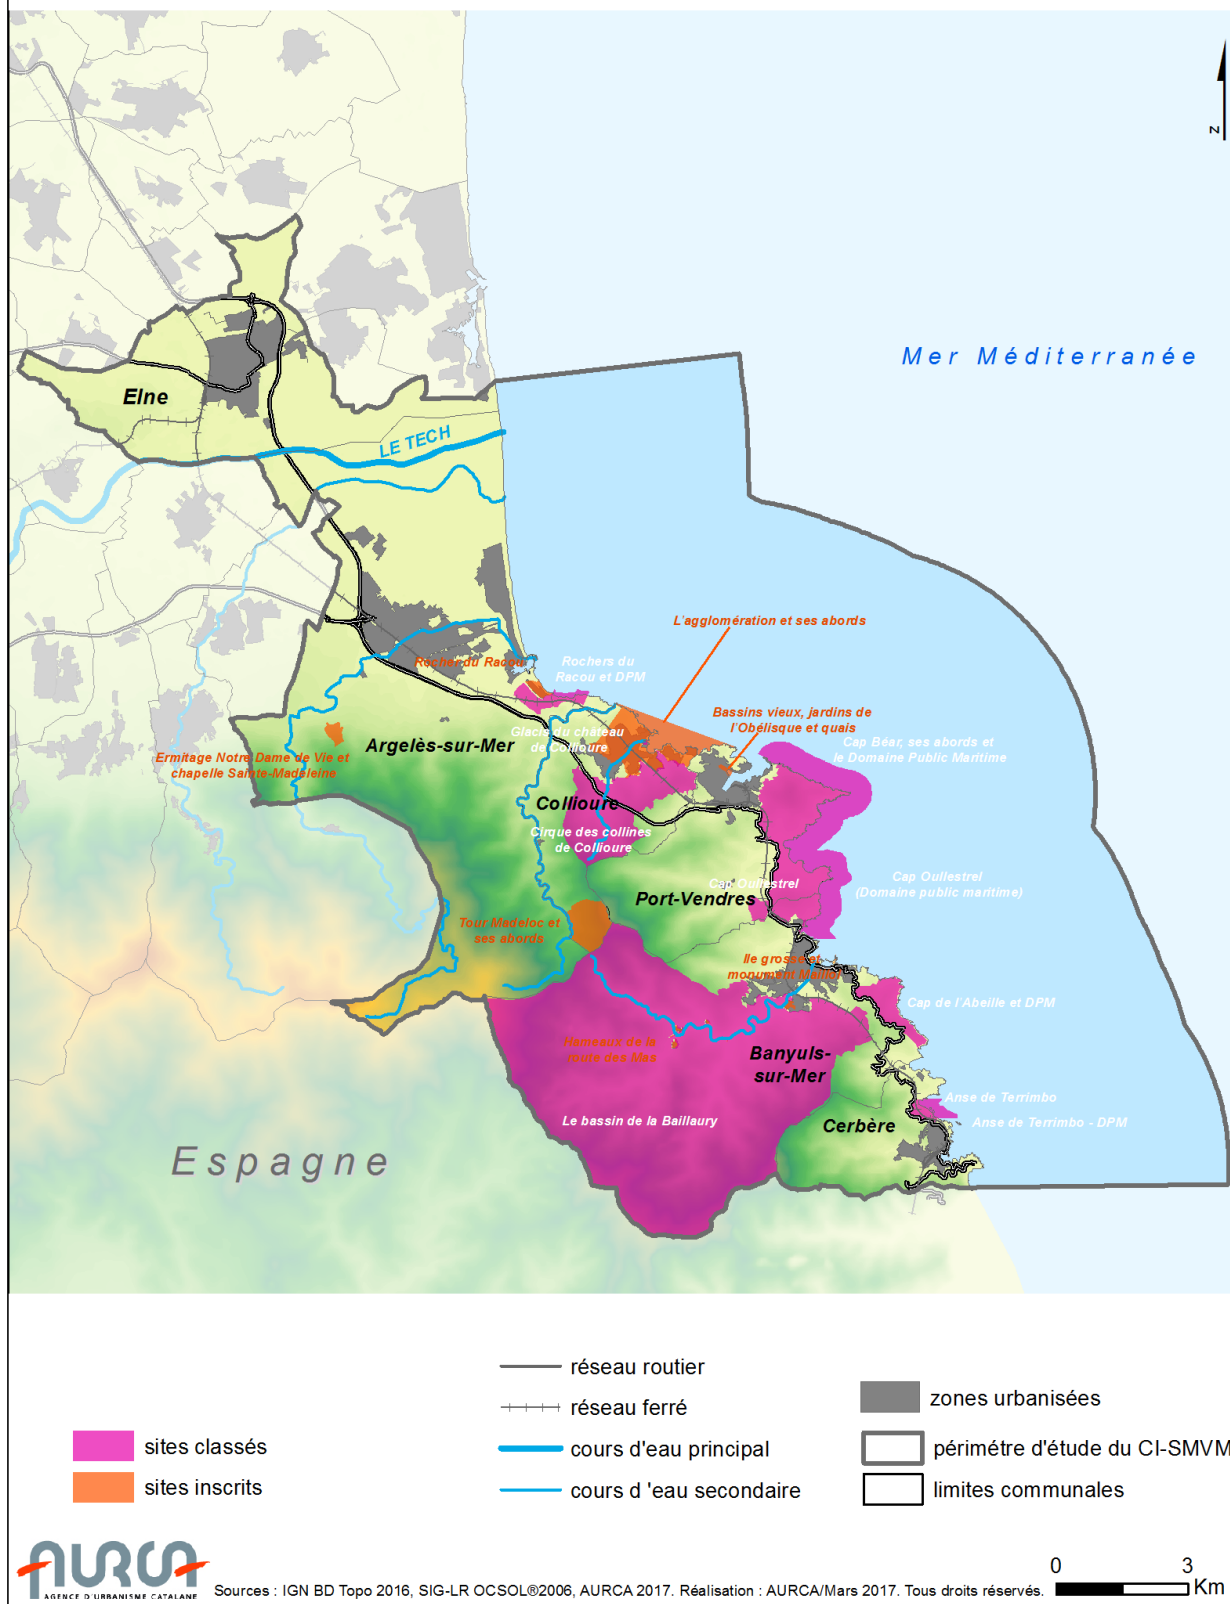 z
Mer Méditerranée
Elne
LE TECH
L'agglomération et ses abords
Rocher du Racou
Rochers du
Racou et DPM
Bassins vieux, jardins de
l'Obélisque et quais
Glacis du château
de Collioure
Cap Béar, ses abords et
le Domaine Public Maritime
Argelès-sur-Mer
Ermitage Notre Dame de Vie et
chapelle Sainte-Madeleine
Collioure
Cirque des collines
de Collioure
Cap Oullestrel
Cap Oullestrel
(Domaine public maritime)
Port-Vendres
Tour Madeloc et
ses abords
Ile grosse et
monument Maillol
Cap de l'Abeille et DPM
Hameaux de la
route des Mas
Banyuls-
sur-Mer
Anse de Terrimbo
Anse de Terrimbo - DPM
Le bassin de la Baillaury
Cerbère
Espagne
réseau routier
réseau ferré
cours d'eau principal
cours d 'eau secondaire
sites classés
sites inscrits
zones urbanisées
périmétre d'étude du CI-SMVM
limites communales
AURCA
AGENCE D'URBANISME CATALANE
Sources : IGN BD Topo 2016, SIG-LR OCSOL®2006, AURCA 2017. Réalisation : AURCA/Mars 2017. Tous droits réservés.
0 3
Km